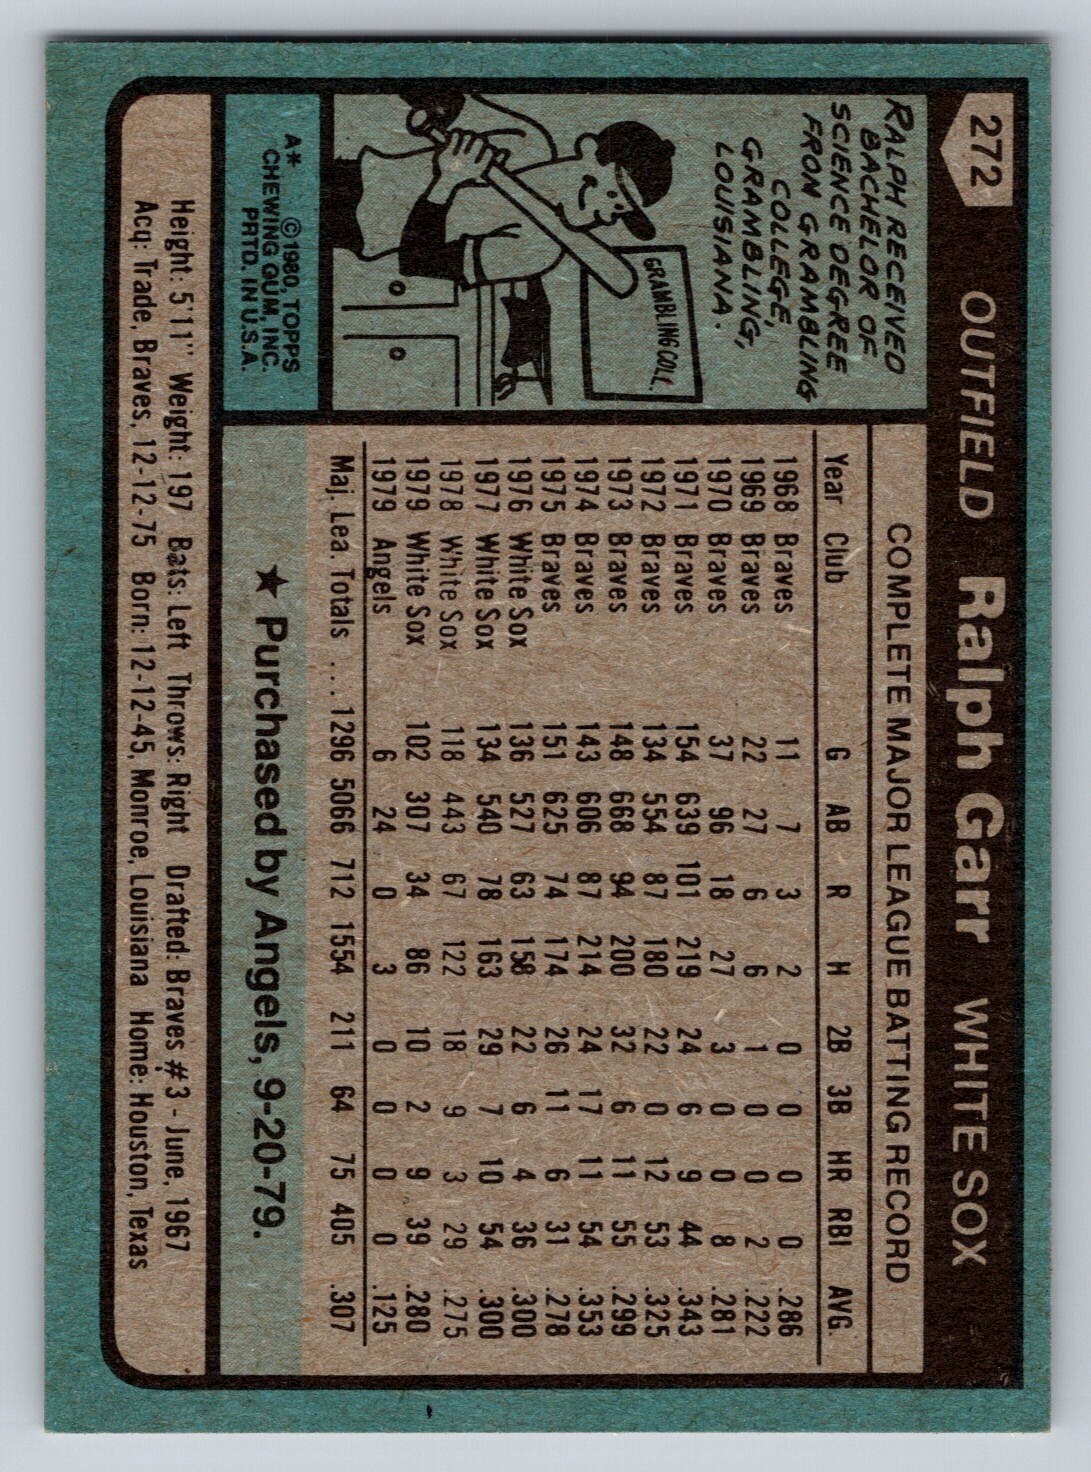 272 OUTFIELD Ralph Garr WHITE SOX
RALPH RECEIVED
BACHELOR OF
SCIENCE DEGREE
FROM GRAMBLING
COLLEGE,
GRAMBLING,
LOUISIANA.
GRAMBLING COLL.
A* ©1980, TOPPS
CHEWING GUM, INC.
PRTD. IN U.S.A.
COMPLETE MAJOR LEAGUE BATTING RECORD
Year Club G AB R H 2B 3B HR RBI AVG.
1968 Braves 11 7 3 2 0 0 0 0 .286
1969 Braves 22 27 6 6 1 0 0 2 .222
1970 Braves 37 96 18 27 3 0 0 8 .281
1971 Braves 154 639 101 219 24 6 9 44 .343
1972 Braves 134 554 87 180 22 0 12 53 .325
1973 Braves 148 668 94 200 32 6 11 55 .299
1974 Braves 143 606 87 214 24 17 11 54 .353
1975 Braves 151 625 74 174 26 11 6 31 .278
1976 White Sox 136 527 63 158 22 6 4 36 .300
1977 White Sox 134 540 78 163 29 7 10 54 .300
1978 White Sox 118 443 67 122 18 9 3 29 .275
1979 White Sox 102 307 34 86 10 2 9 39 .280
1979 Angels 6 24 0 3 0 0 0 0 .125
Maj. Lea. Totals ... 1296 5066 712 1554 211 64 75 405 .307
★ Purchased by Angels, 9-20-79.
Height: 5'11" Weight: 197 Bats: Left Throws: Right Drafted: Braves #3 - June, 1967
Acq: Trade, Braves, 12-12-75 Born: 12-12-45, Monroe, Louisiana Home: Houston, Texas